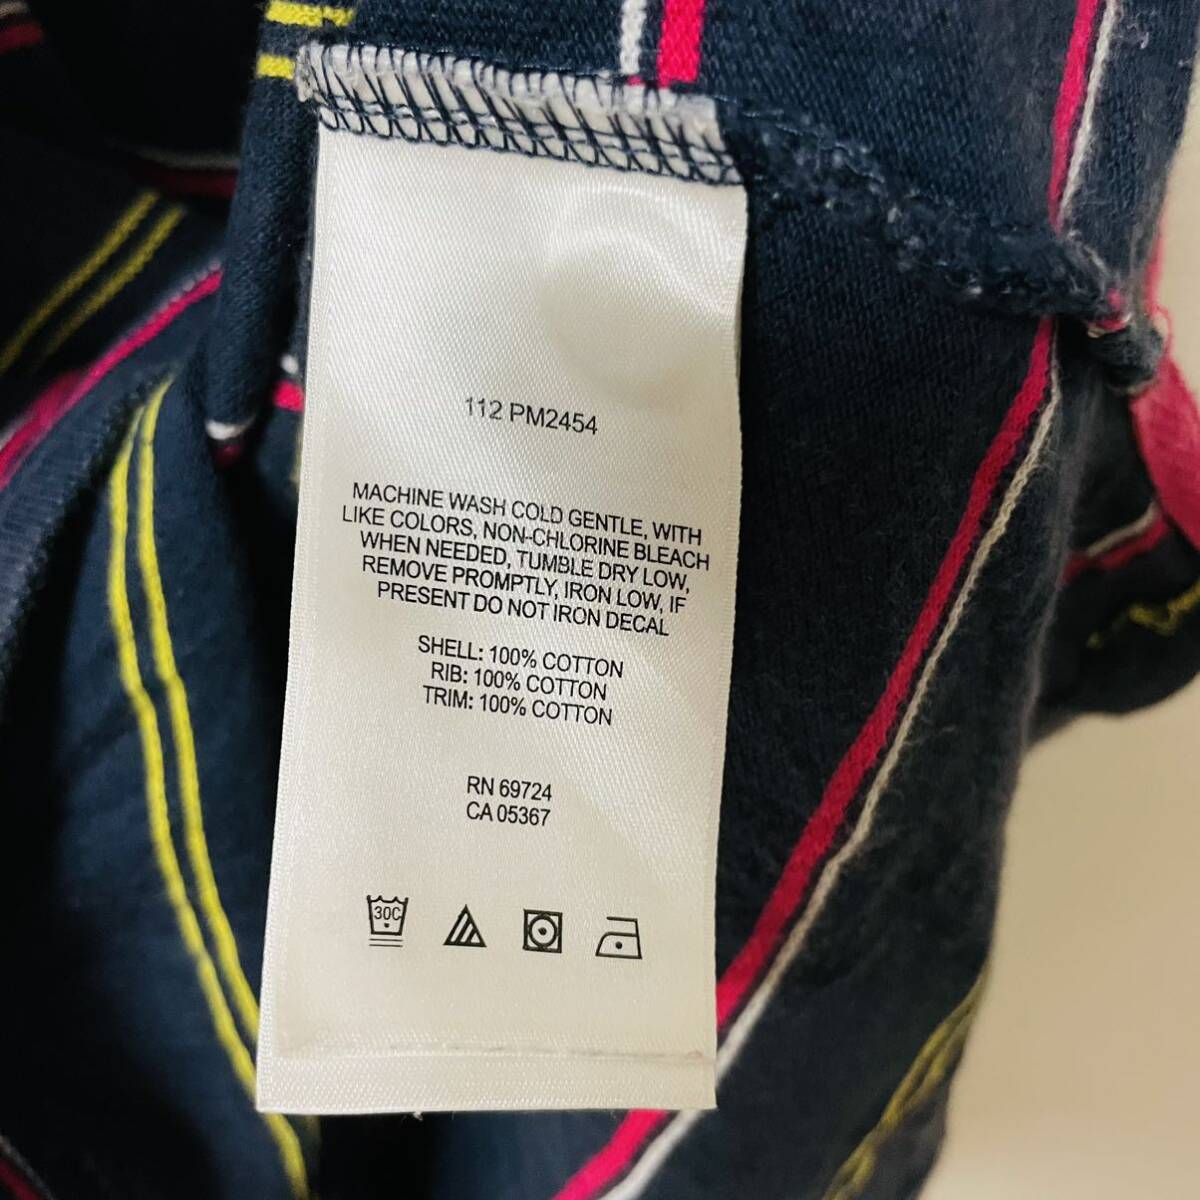 112 PM2454
MACHINE WASH COLD GENTLE, WITH
LIKE COLORS, NON-CHLORINE BLEACH
WHEN NEEDED, TUMBLE DRY LOW,
REMOVE PROMPTLY, IRON LOW, IF
PRESENT DO NOT IRON DECAL
SHELL: 100% COTTON
RIB: 100% COTTON
TRIM: 100% COTTON
RN 69724
CA 05367
30C